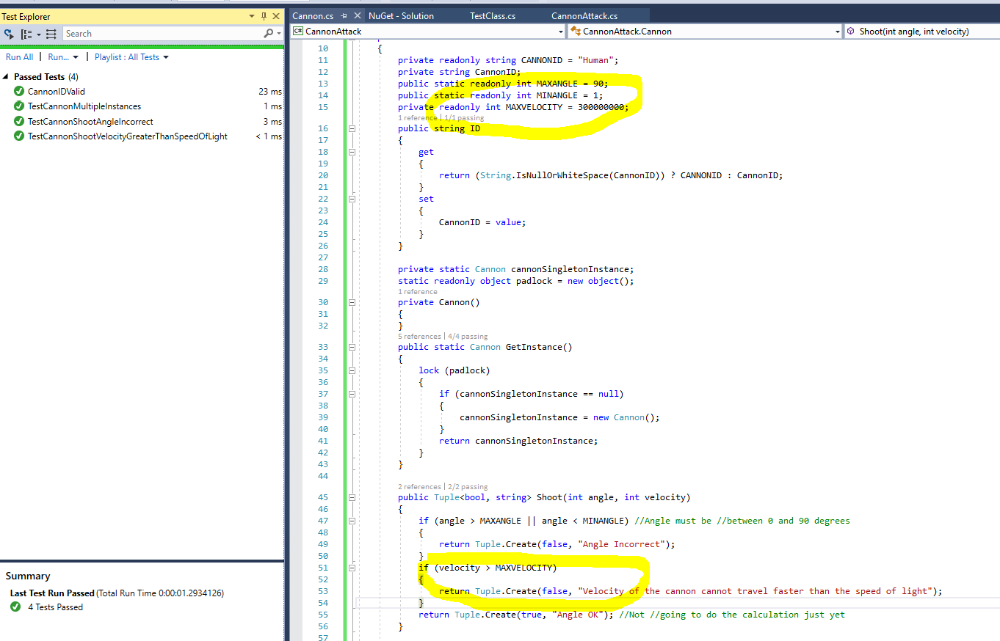 Test Explorer
Search
Run All | Run... | Playlist : All Tests
Passed Tests (4)
CannonIDValid 23 ms
TestCannonMultipleInstances 1 ms
TestCannonShootAngleIncorrect 3 ms
TestCannonShootVelocityGreaterThanSpeedOfLight < 1 ms
Summary
Last Test Run Passed (Total Run Time 0:00:01.2934126)
4 Tests Passed
Cannon.cs NuGet - Solution TestClass.cs CannonAttack.cs
C# CannonAttack CannonAttack.Cannon Shoot(int angle, int velocity)
10 {
11 private readonly string CANNONID = "Human";
12 private string CannonID;
13 public static readonly int MAXANGLE = 90;
14 public static readonly int MINANGLE = 1;
15 private readonly int MAXVELOCITY = 300000000;
1 reference | 1/1 passing
16 public string ID
17 {
18 get
19 {
20 return (String.IsNullOrWhiteSpace(CannonID)) ? CANNONID : CannonID;
21 }
22 set
23 {
24 CannonID = value;
25 }
26 }
27
28 private static Cannon cannonSingletonInstance;
29 static readonly object padlock = new object();
1 reference
30 private Cannon()
31 {
32 }
5 references | 4/4 passing
33 public static Cannon GetInstance()
34 {
35 lock (padlock)
36 {
37 if (cannonSingletonInstance == null)
38 {
39 cannonSingletonInstance = new Cannon();
40 }
41 return cannonSingletonInstance;
42 }
43 }
44
2 references | 2/2 passing
45 public Tuple<bool, string> Shoot(int angle, int velocity)
46 {
47 if (angle > MAXANGLE || angle < MINANGLE) //Angle must be //between 0 and 90 degrees
48 {
49 return Tuple.Create(false, "Angle Incorrect");
50 }
51 if (velocity > MAXVELOCITY)
52 {
53 return Tuple.Create(false, "Velocity of the cannon cannot travel faster than the speed of light");
54 }
55 return Tuple.Create(true, "Angle OK"); //Not //going to do the calculation just yet
56 }
57